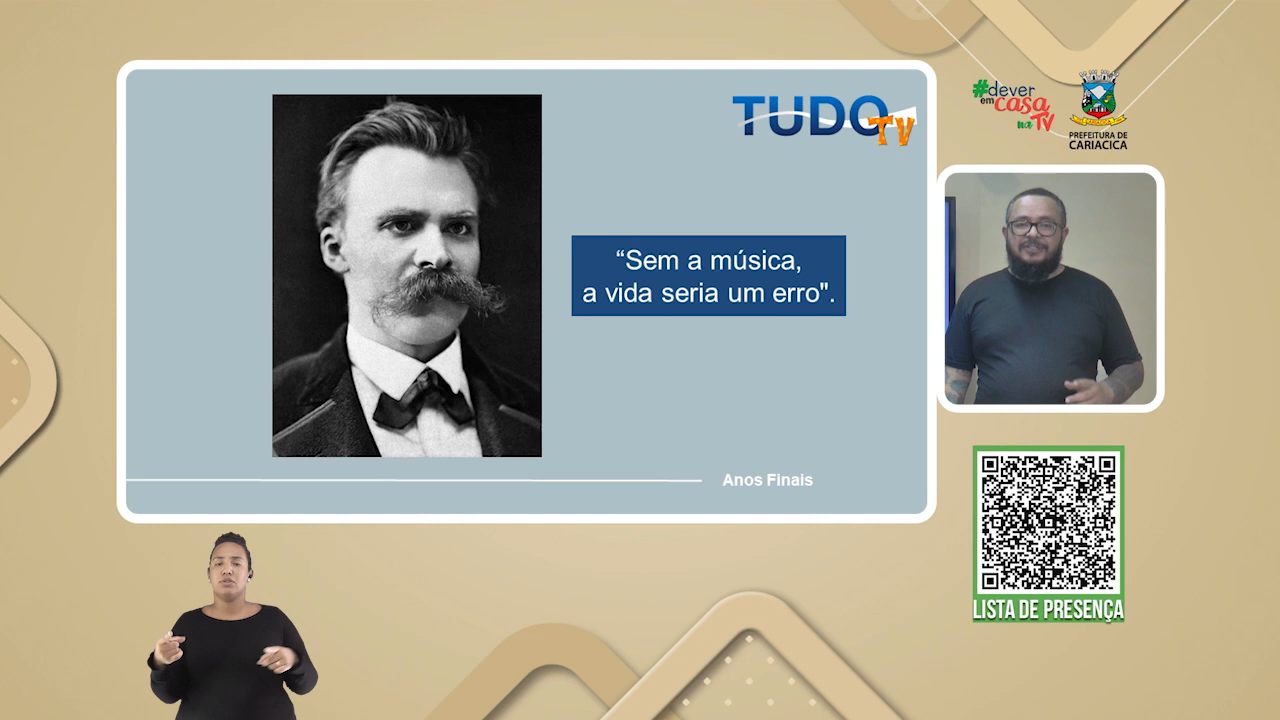 TUDO
TV
#dever
em casa
na TV
PREFEITURA DE
CARIACICA
“Sem a música,
a vida seria um erro".
Anos Finais
LISTA DE PRESENÇA